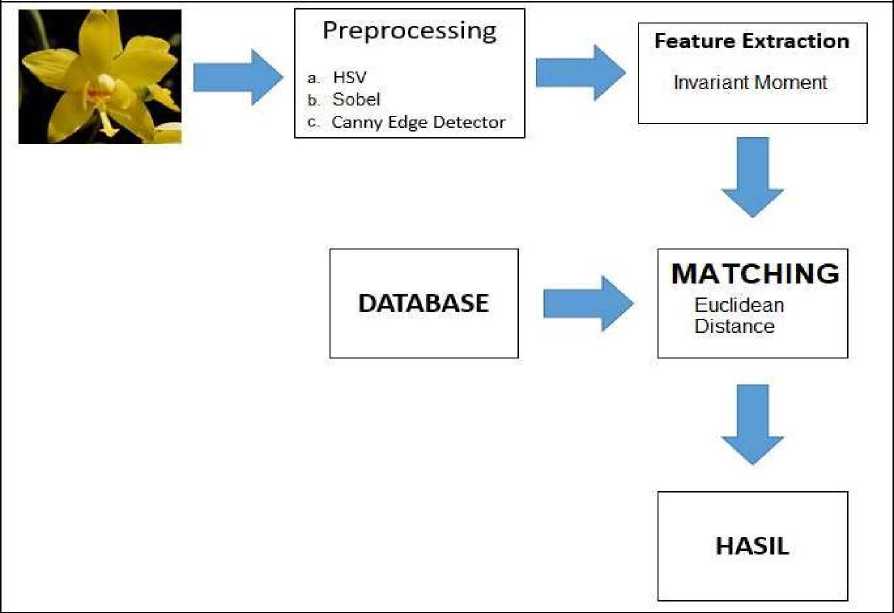 Preprocessing
a. HSV
b. Sobel
c. Canny Edge Detector
Feature Extraction
Invariant Moment
DATABASE
MATCHING
Euclidean
Distance
HASIL